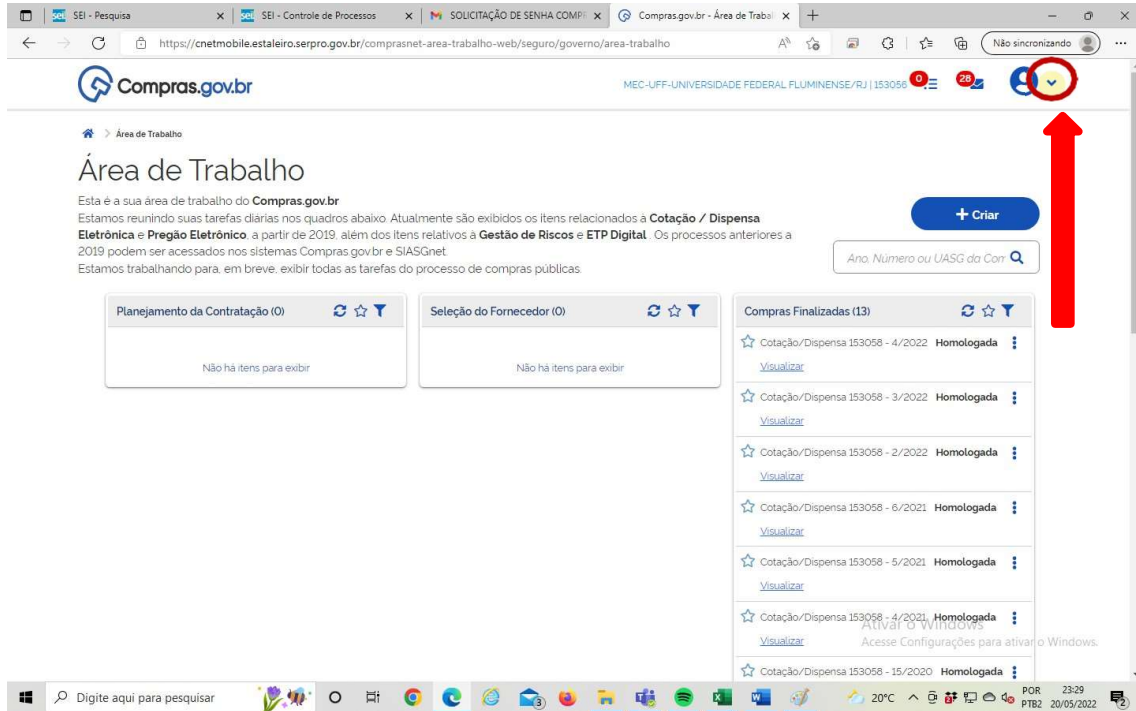 SEI - Pesquisa
SEI - Controle de Processos
SOLICITAÇÃO DE SENHA COMPR
Compras.gov.br - Área de Trabal
https://cnetmobile.estaleiro.serpro.gov.br/comprasnet-area-trabalho-web/seguro/governo/area-trabalho
Não sincronizando
Compras.gov.br
MEC-UFF-UNIVERSIDADE FEDERAL FLUMINENSE/RJ | 153056
0
28
Área de Trabalho
Área de Trabalho
Esta é a sua área de trabalho do Compras.gov.br
Estamos reunindo suas tarefas diárias nos quadros abaixo. Atualmente são exibidos os itens relacionados à Cotação / Dispensa
Eletrônica e Pregão Eletrônico, a partir de 2019, além dos itens relativos à Gestão de Riscos e ETP Digital . Os processos anteriores a
2019 podem ser acessados nos sistemas Compras.gov.br e SIASGnet.
Estamos trabalhando para, em breve, exibir todas as tarefas do processo de compras públicas.
+ Criar
Ano, Número ou UASG da Com
Planejamento da Contratação (0)
Não há itens para exibir
Seleção do Fornecedor (0)
Não há itens para exibir
Compras Finalizadas (13)
Cotação/Dispensa 153058 - 4/2022 Homologada
Visualizar
Cotação/Dispensa 153058 - 3/2022 Homologada
Visualizar
Cotação/Dispensa 153058 - 2/2022 Homologada
Visualizar
Cotação/Dispensa 153058 - 6/2021 Homologada
Visualizar
Cotação/Dispensa 153058 - 5/2021 Homologada
Visualizar
Cotação/Dispensa 153058 - 4/2021 Homologada
Visualizar
Cotação/Dispensa 153058 - 15/2020 Homologada
Ativar o Windows
Acesse Configurações para ativar o Windows.
Digite aqui para pesquisar
3
20°C
POR
PTB2
23:29
20/05/2022
2